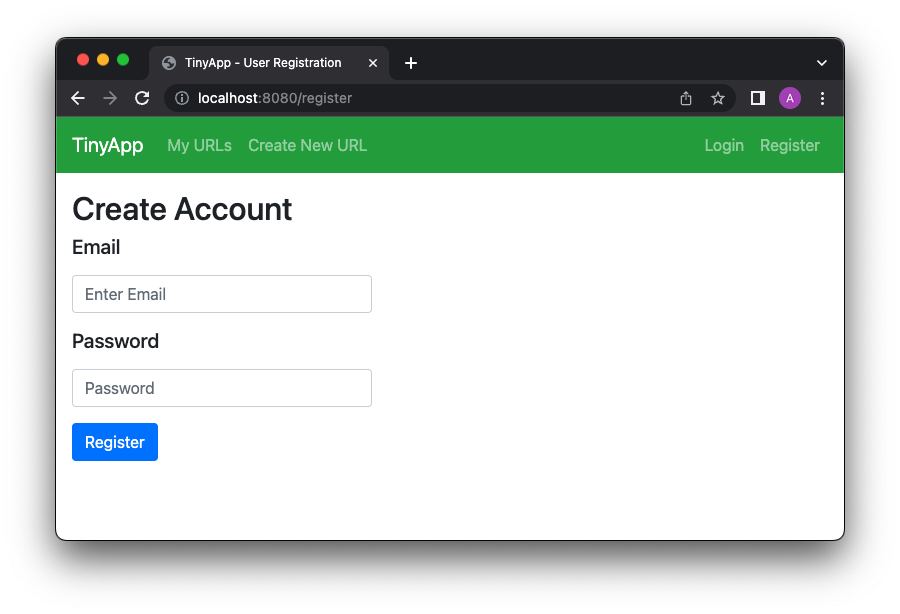 TinyApp - User Registration
localhost:8080/register
A
TinyApp My URLs Create New URL Login Register
Create Account
Email
Enter Email
Password
Password
Register